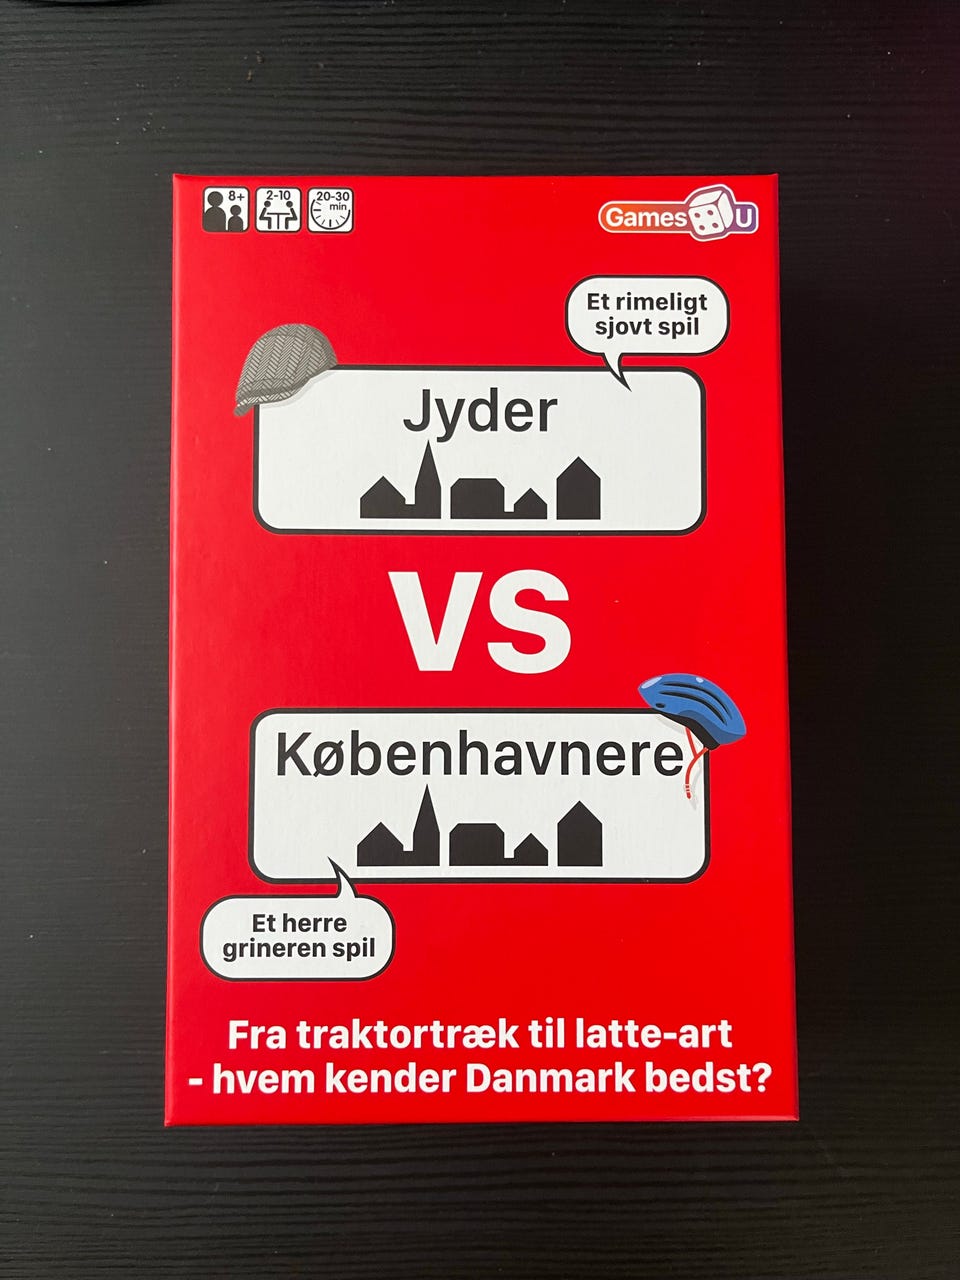 8+
2-10
20-30
min
Games U
Et rimeligt
sjovt spil
Jyder
VS
Københavnere
Et herre
grineren spil
Fra traktortræk til latte-art
- hvem kender Danmark bedst?